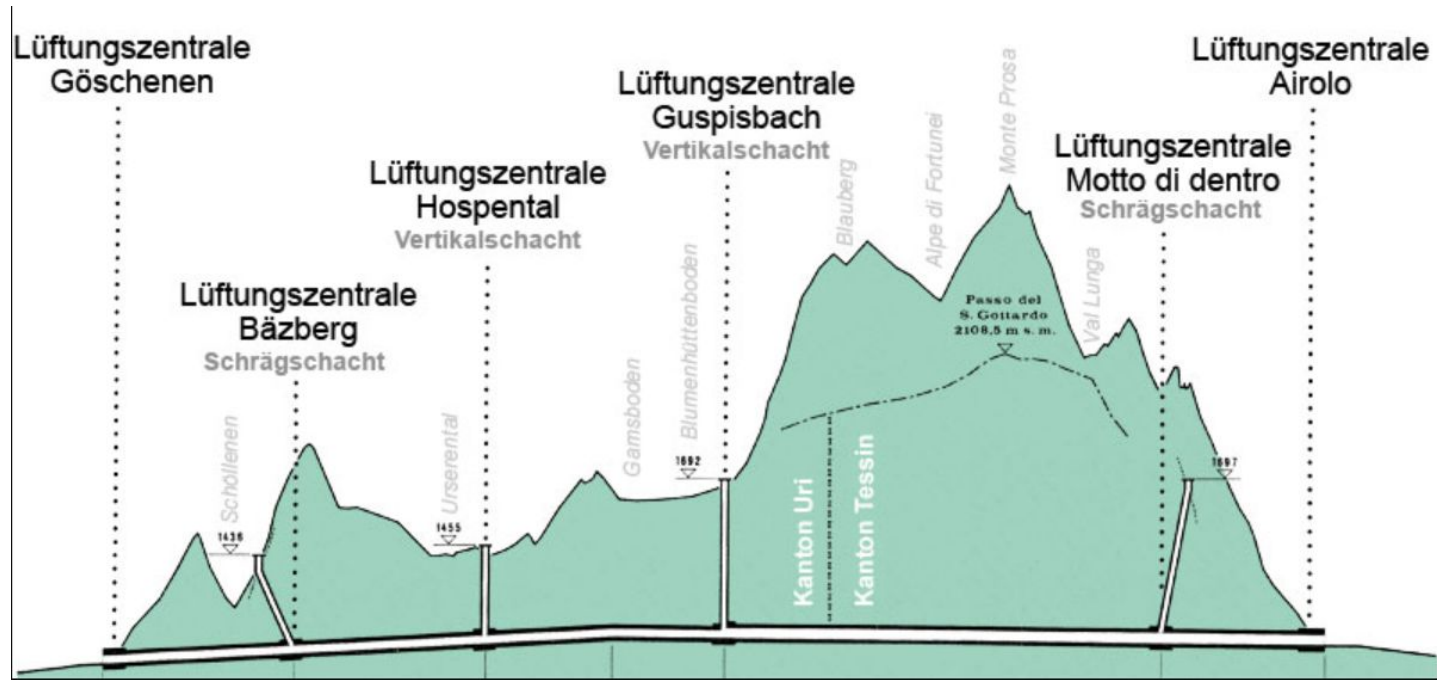 Lüftungszentrale
Göschenen
Lüftungszentrale
Bäzberg
Schrägschacht
Lüftungszentrale
Hospental
Vertikalschacht
Lüftungszentrale
Guspisbach
Vertikalschacht
Lüftungszentrale
Motto di dentro
Schrägschacht
Lüftungszentrale
Airolo
Schöllenen
Urserental
Gamsboden
Blumenhüttenboden
Blauberg
Alpe di Fortunei
Monte Prosa
Val Lunga
1436
1455
1692
1697
Passo del
S. Gottardo
2108,5 m s. m.
Kanton Uri
Kanton Tessin